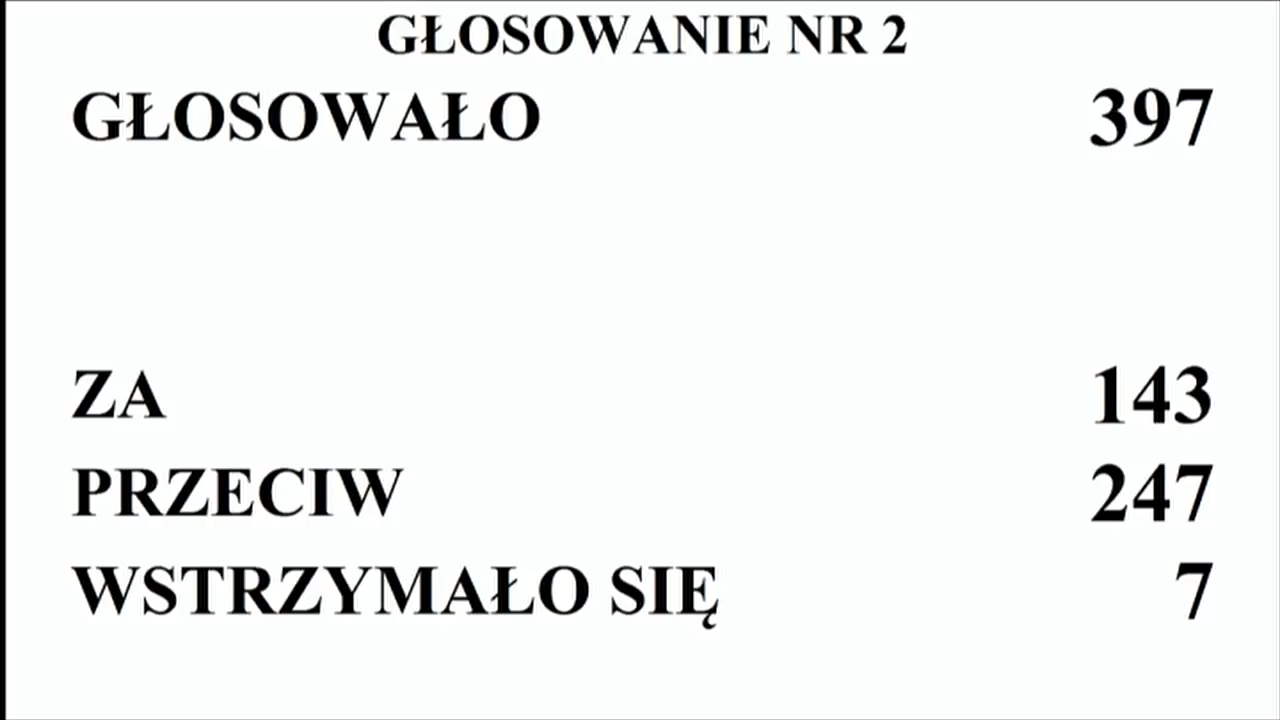 GŁOSOWANIE NR 2
GŁOSOWAŁO 397
ZA 143
PRZECIW 247
WSTRZYMAŁO SIĘ 7